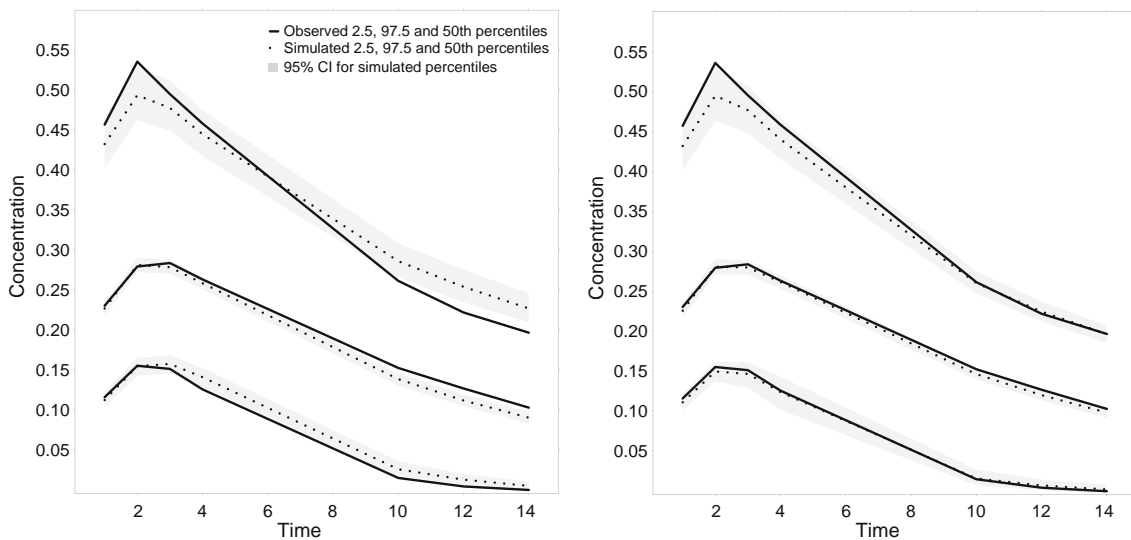 Observed 2.5, 97.5 and 50th percentiles
Simulated 2.5, 97.5 and 50th percentiles
95% CI for simulated percentiles
Concentration
0.55
0.50
0.45
0.40
0.35
0.30
0.25
0.20
0.15
0.10
0.05
2 4 6 8 10 12 14
Time
Concentration
0.55
0.50
0.45
0.40
0.35
0.30
0.25
0.20
0.15
0.10
0.05
2 4 6 8 10 12 14
Time